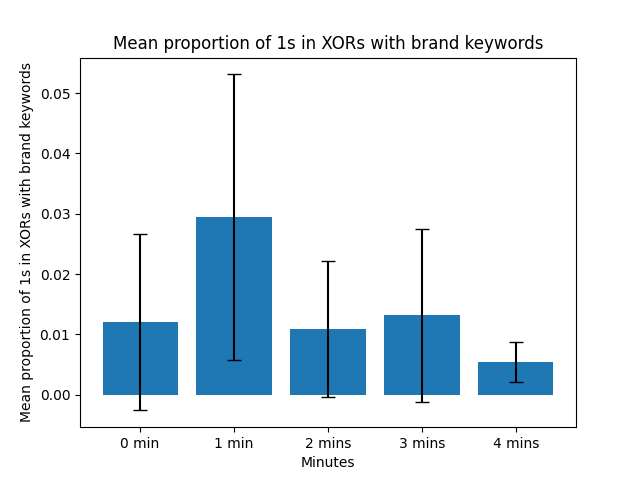 Mean proportion of 1s in XORs with brand keywords
Mean proportion of 1s in XORs with brand keywords
0.05
0.04
0.03
0.02
0.01
0.00
0 min 1 min 2 mins 3 mins 4 mins
Minutes